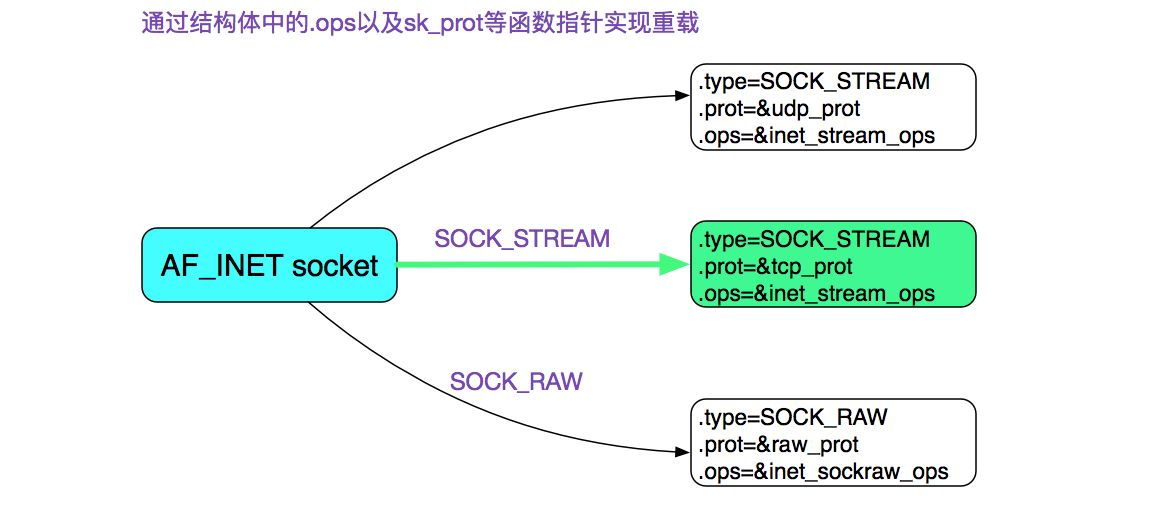 通过结构体中的.ops以及sk_prot等函数指针实现重载
.type=SOCK_STREAM
.prot=&udp_prot
.ops=&inet_stream_ops
AF_INET socket
SOCK_STREAM
.type=SOCK_STREAM
.prot=&tcp_prot
.ops=&inet_stream_ops
SOCK_RAW
.type=SOCK_RAW
.prot=&raw_prot
.ops=&inet_sockraw_ops